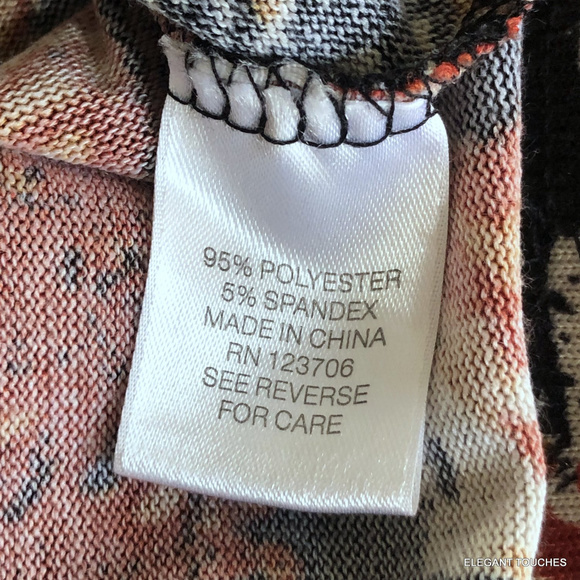 95% POLYESTER
5% SPANDEX
MADE IN CHINA
RN 123706
SEE REVERSE
FOR CARE
ELEGANT TOUCHES